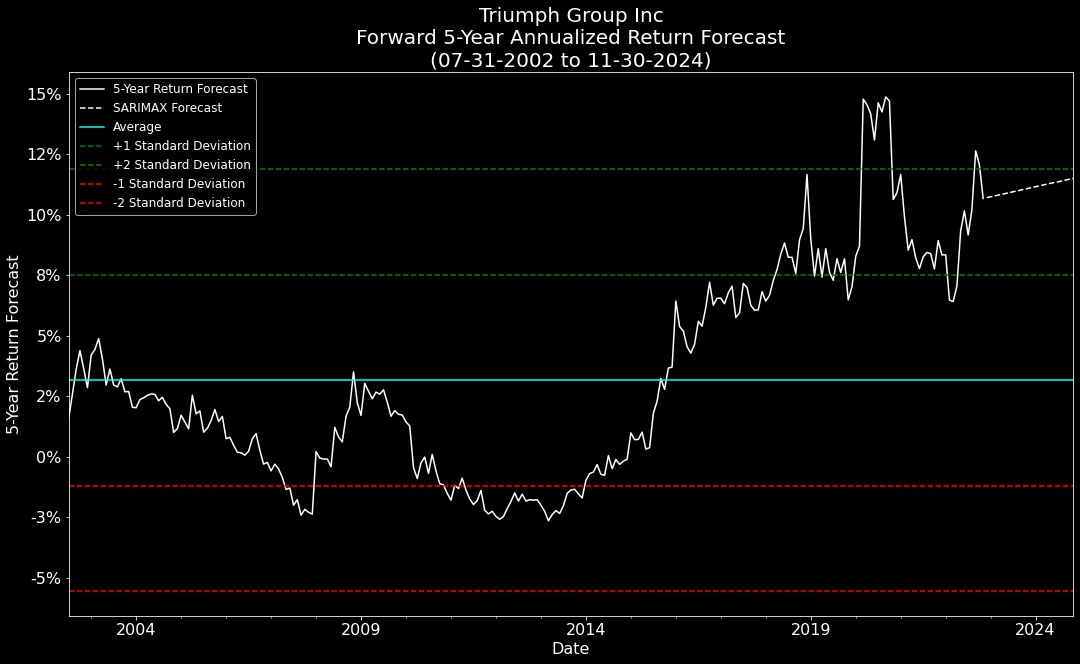 Triumph Group Inc
Forward 5-Year Annualized Return Forecast
(07-31-2002 to 11-30-2024)
5-Year Return Forecast
SARIMAX Forecast
Average
+1 Standard Deviation
+2 Standard Deviation
-1 Standard Deviation
-2 Standard Deviation
15%
12%
10%
8%
5%
2%
0%
-3%
-5%
5-Year Return Forecast
2004
2009
2014
2019
2024
Date